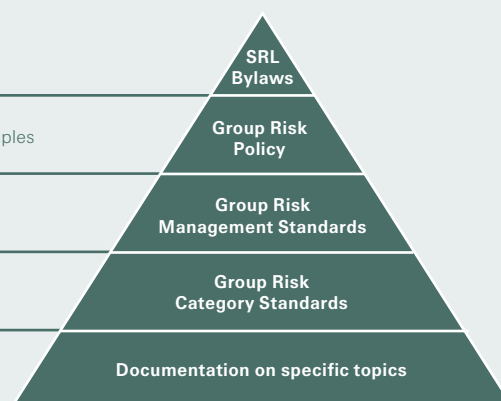 SRL
Bylaws
Group Risk
Policy
Group Risk
Management Standards
Group Risk
Category Standards
Documentation on specific topics